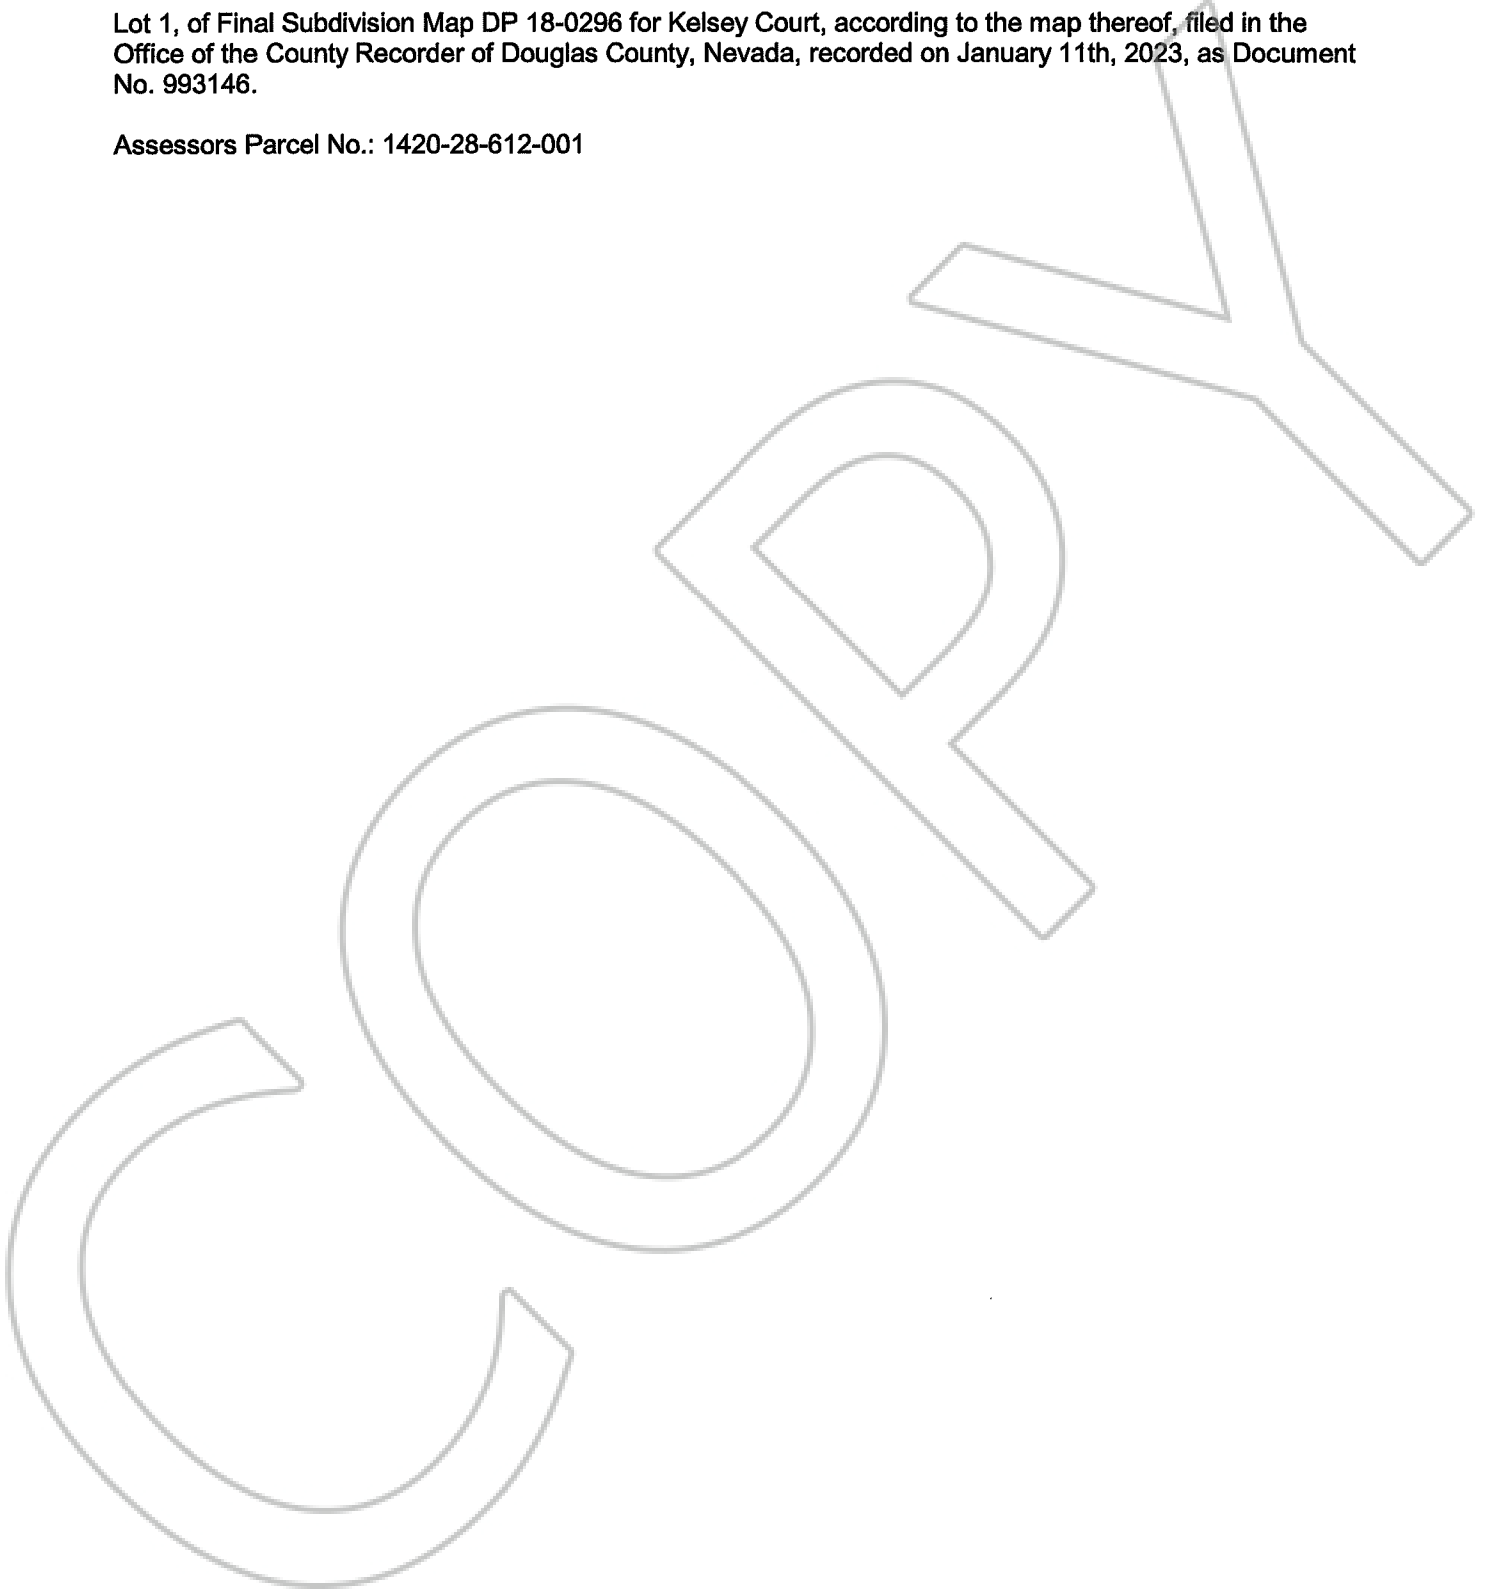 Lot 1, of Final Subdivision Map DP 18-0296 for Kelsey Court, according to the map thereof, filed in the
Office of the County Recorder of Douglas County, Nevada, recorded on January 11th, 2023, as Document
No. 993146.
Assessors Parcel No.: 1420-28-612-001
COPY